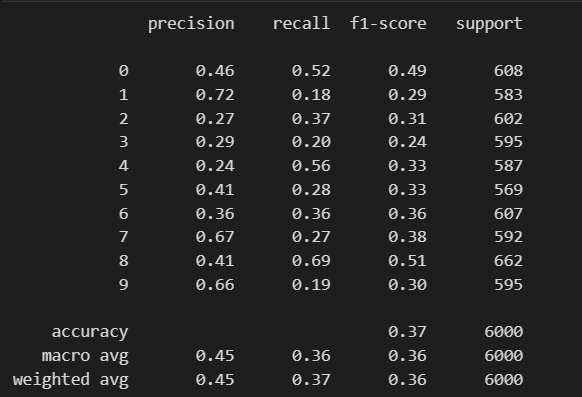 precision recall f1-score support
0 0.46 0.52 0.49 608
1 0.72 0.18 0.29 583
2 0.27 0.37 0.31 602
3 0.29 0.20 0.24 595
4 0.24 0.56 0.33 587
5 0.41 0.28 0.33 569
6 0.36 0.36 0.36 607
7 0.67 0.27 0.38 592
8 0.41 0.69 0.51 662
9 0.66 0.19 0.30 595
accuracy 0.37 6000
macro avg 0.45 0.36 0.36 6000
weighted avg 0.45 0.37 0.36 6000